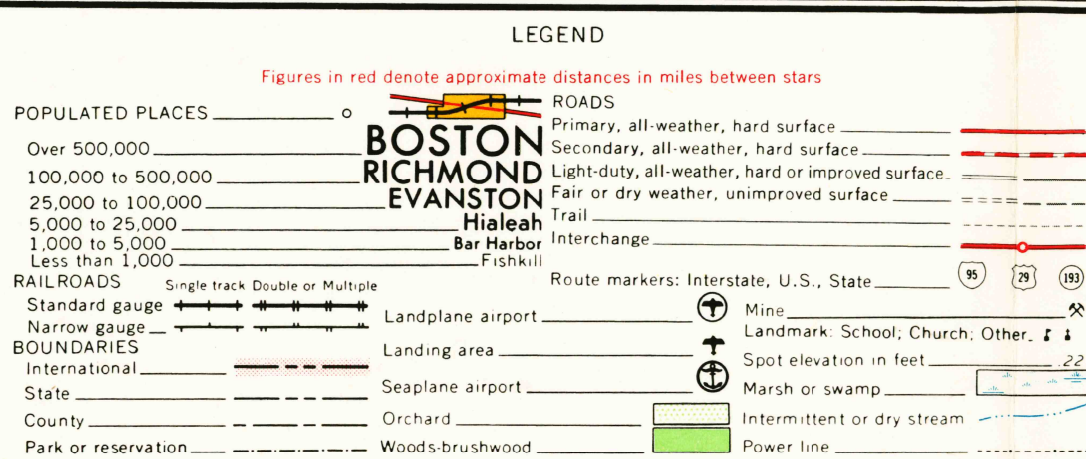 LEGEND
Figures in red denote approximate distances in miles between stars
POPULATED PLACES
Over 500,000 BOSTON
100,000 to 500,000 RICHMOND
25,000 to 100,000 EVANSTON
5,000 to 25,000 Hialeah
1,000 to 5,000 Bar Harbor
Less than 1,000 Fishkill
RAILROADS Single track Double or Multiple
Standard gauge
Narrow gauge
BOUNDARIES
International
State
County
Park or reservation
Landplane airport
Landing area
Seaplane airport
Orchard
Woods-brushwood
ROADS
Primary, all-weather, hard surface
Secondary, all-weather, hard surface
Light-duty, all-weather, hard or improved surface
Fair or dry weather, unimproved surface
Trail
Interchange
Route markers: Interstate, U.S., State 95 29 193
Mine
Landmark: School; Church; Other
Spot elevation in feet .22
Marsh or swamp
Intermittent or dry stream
Power line